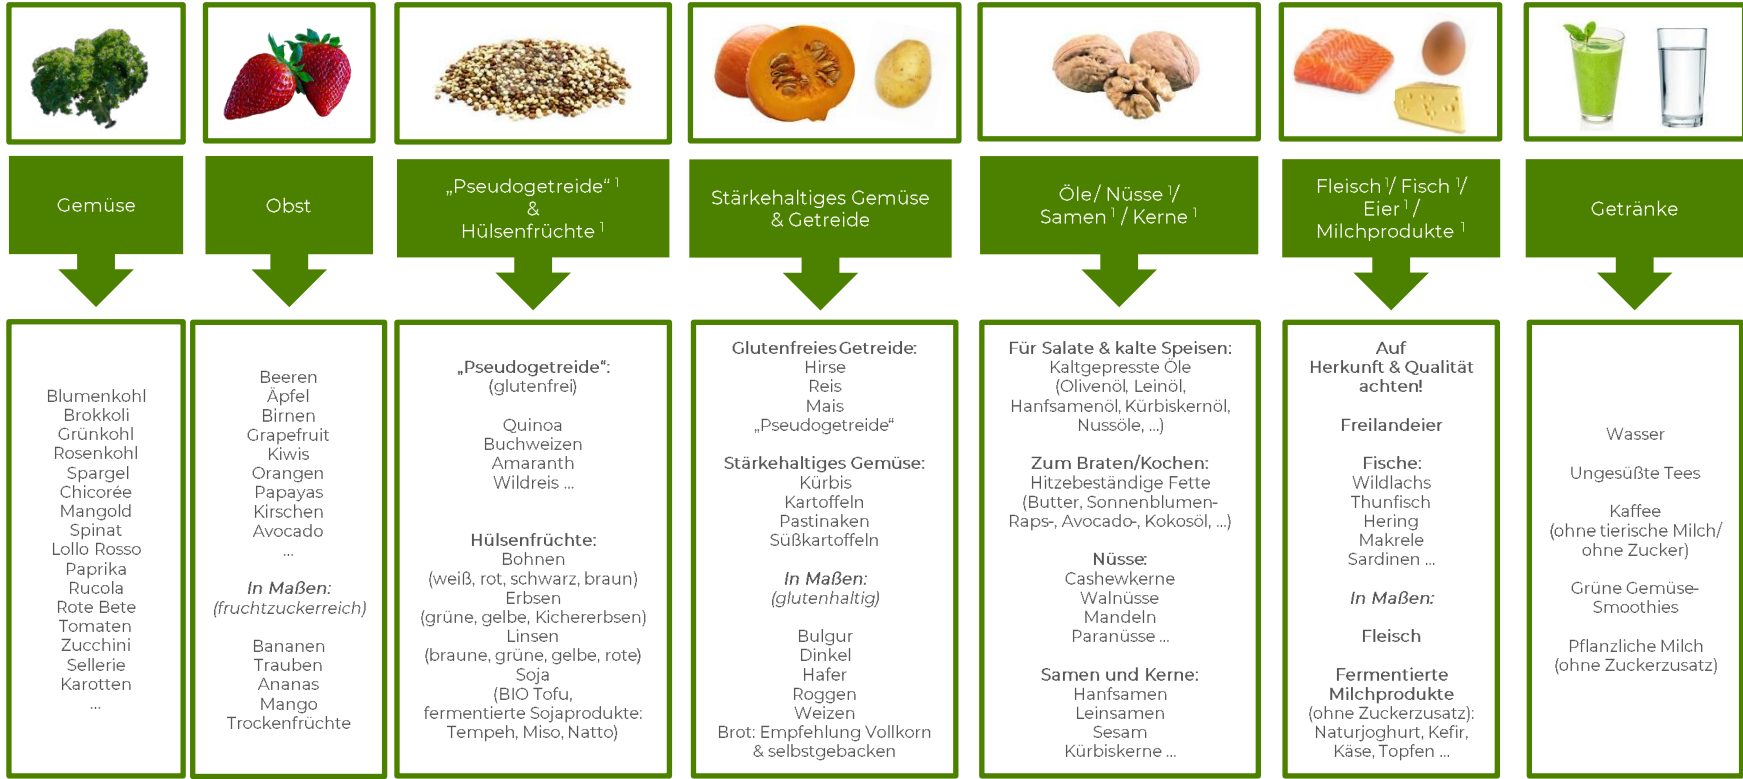 Gemüse
Blumenkohl
Brokkoli
Grünkohl
Rosenkohl
Spargel
Chicorée
Mangold
Spinat
Lollo Rosso
Paprika
Rucola
Rote Bete
Tomaten
Zucchini
Sellerie
Karotten
...
Obst
Beeren
Äpfel
Birnen
Grapefruit
Kiwis
Orangen
Papayas
Kirschen
Avocado
...
In Maßen:
(fruchtzuckerreich)
Bananen
Trauben
Ananas
Mango
Trockenfrüchte
„Pseudogetreide“ ¹
&
Hülsenfrüchte ¹
„Pseudogetreide“:
(glutenfrei)
Quinoa
Buchweizen
Amaranth
Wildreis ...
Hülsenfrüchte:
Bohnen
(weiß, rot, schwarz, braun)
Erbsen
(grüne, gelbe, Kichererbsen)
Linsen
(braune, grüne, gelbe, rote)
Soja
(BIO Tofu,
fermentierte Sojaprodukte:
Tempeh, Miso, Natto)
Stärkehaltiges Gemüse
& Getreide
Glutenfreies Getreide:
Hirse
Reis
Mais
„Pseudogetreide“
Stärkehaltiges Gemüse:
Kürbis
Kartoffeln
Pastinaken
Süßkartoffeln
In Maßen:
(glutenhaltig)
Bulgur
Dinkel
Hafer
Roggen
Weizen
Brot: Empfehlung Vollkorn
& selbstgebacken
Öle/ Nüsse ¹/
Samen ¹ / Kerne ¹
Für Salate & kalte Speisen:
Kaltgepresste Öle
(Olivenöl, Leinöl,
Hanfsamenöl, Kürbiskernöl,
Nussöle, ...)
Zum Braten/Kochen:
Hitzebeständige Fette
(Butter, Sonnenblumen-
Raps-, Avocado-, Kokosöl, ...)
Nüsse:
Cashewkerne
Walnüsse
Mandeln
Paranüsse ...
Samen und Kerne:
Hanfsamen
Leinsamen
Sesam
Kürbiskerne ...
Fleisch ¹/ Fisch ¹/
Eier ¹ /
Milchprodukte ¹
Auf
Herkunft & Qualität
achten!
Freilandeier
Fische:
Wildlachs
Thunfisch
Hering
Makrele
Sardinen ...
In Maßen:
Fleisch
Fermentierte
Milchprodukte
(ohne Zuckerzusatz):
Naturjoghurt, Kefir,
Käse, Topfen ...
Getränke
Wasser
Ungesüßte Tees
Kaffee
(ohne tierische Milch/
ohne Zucker)
Grüne Gemüse-
Smoothies
Pflanzliche Milch
(ohne Zuckerzusatz)